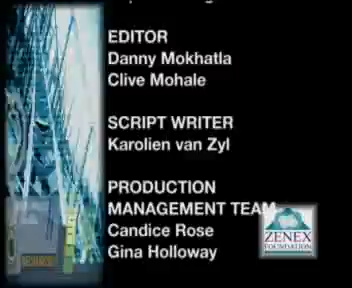 EDITOR
Danny Mokhatla
Clive Mohale
SCRIPT WRITER
Karolien van Zyl
PRODUCTION
MANAGEMENT TEAM
Candice Rose
Gina Holloway
ZENEX
FOUNDATION